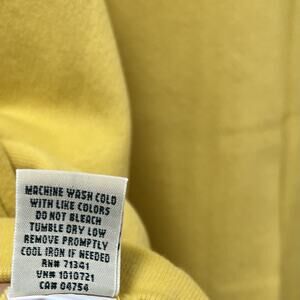 MACHINE WASH COLD
WITH LIKE COLORS
DO NOT BLEACH
TUMBLE DRY LOW
REMOVE PROMPTLY
COOL IRON IF NEEDED
RN# 71341
VN# 1010721
CA# 04754